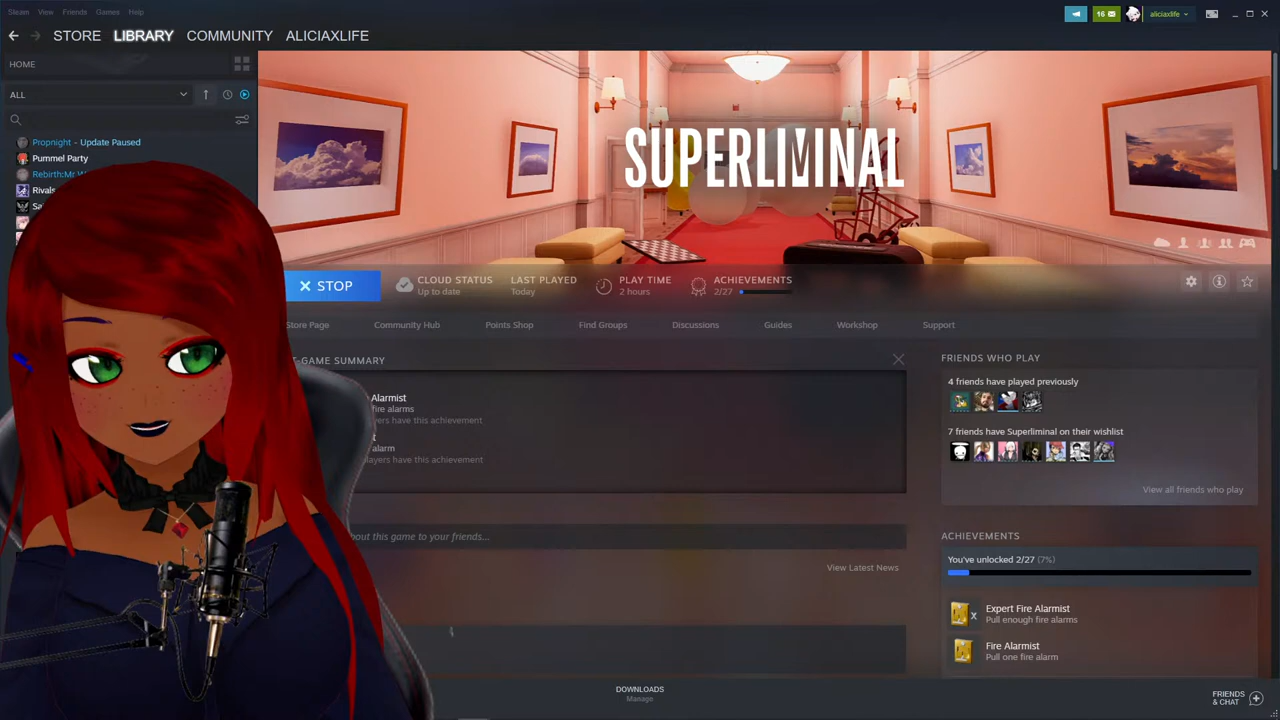 Steam View Friends Games Help
16 aliciaxlife
STORE LIBRARY COMMUNITY ALICIAXLIFE
HOME
ALL
Propnight - Update Paused
Pummel Party
Rebirth:Mr
Rivals
SUPERLIMINAL
STOP
CLOUD STATUS
Up to date
LAST PLAYED
Today
PLAY TIME
2 hours
ACHIEVEMENTS
2/27
Store Page Community Hub Points Shop Find Groups Discussions Guides Workshop Support
-GAME SUMMARY
Alarmist
fire alarms
yers have this achievement
t
alarm
layers have this achievement
about this game to your friends...
View Latest News
FRIENDS WHO PLAY
4 friends have played previously
7 friends have Superliminal on their wishlist
View all friends who play
ACHIEVEMENTS
You've unlocked 2/27 (7%)
x Expert Fire Alarmist
Pull enough fire alarms
Fire Alarmist
Pull one fire alarm
DOWNLOADS
Manage
FRIENDS
& CHAT